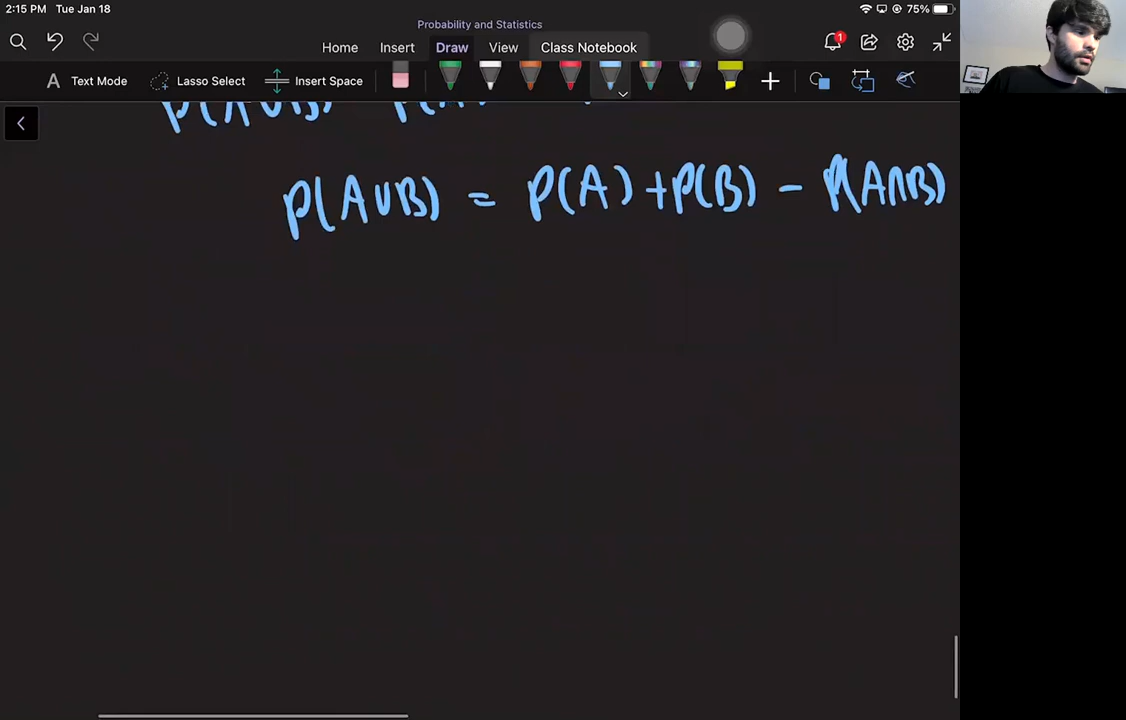 2:15 PM Tue Jan 18
75%
Probability and Statistics
Home Insert Draw View Class Notebook
1
A Text Mode Lasso Select Insert Space
P(A∪B)
P(A∪B) = P(A) + P(B) - P(A∩B)